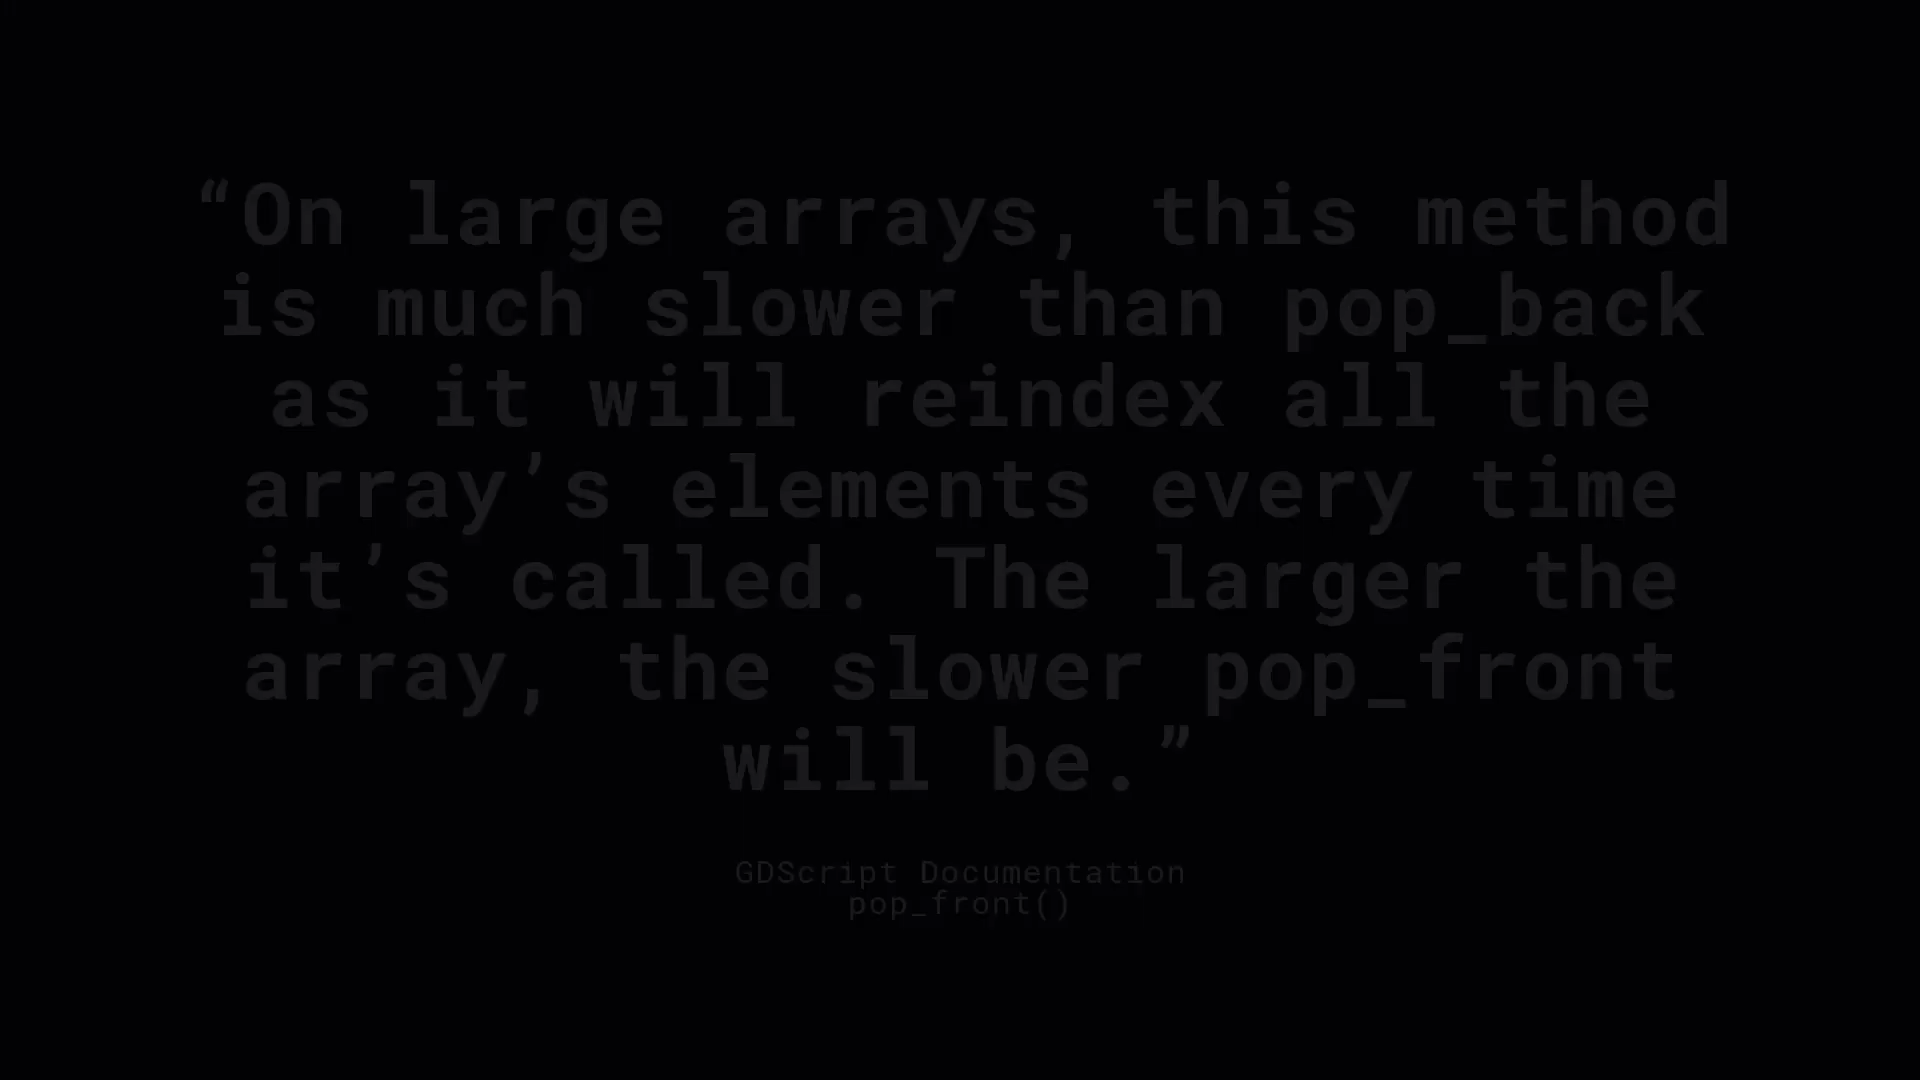 “On large arrays, this method
is much slower than pop_back
as it will reindex all the
array’s elements every time
it’s called. The larger the
array, the slower pop_front
will be.”
GDScript Documentation
pop_front()